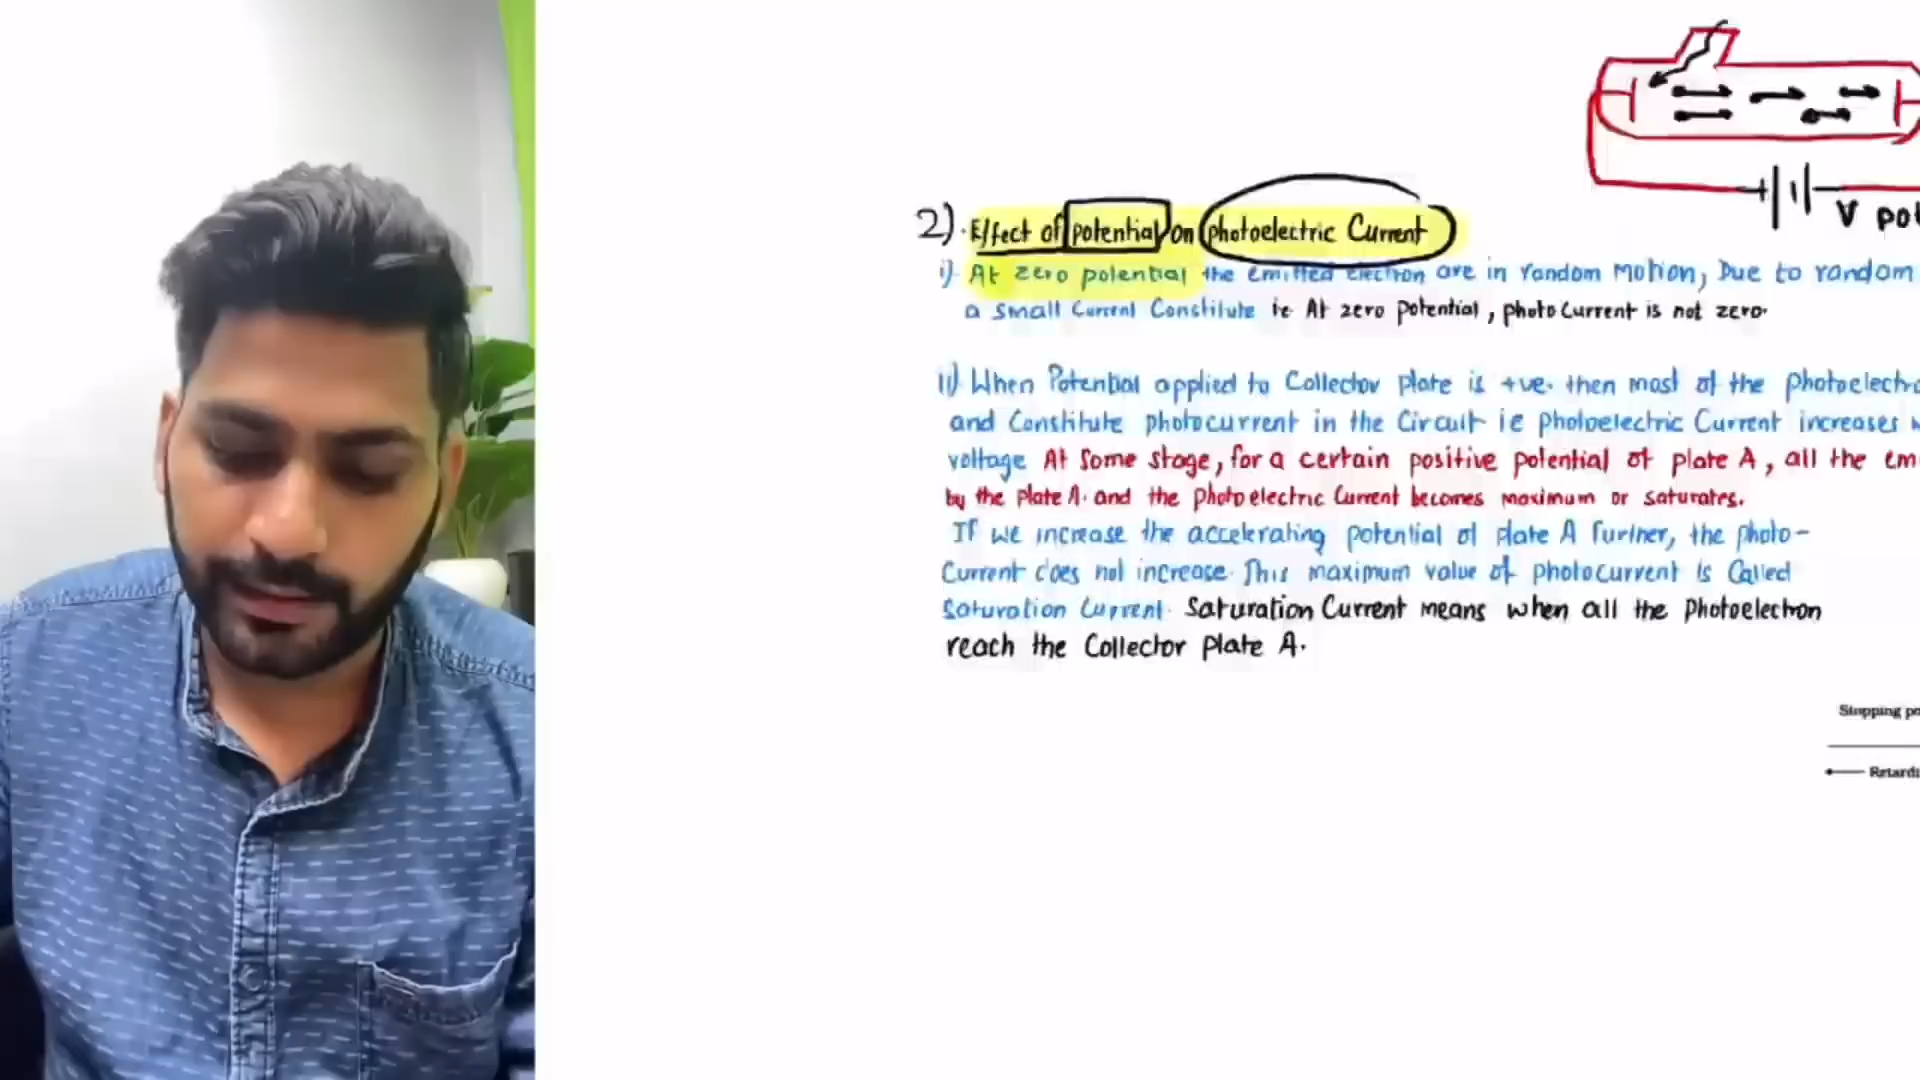 V pot
2). Effect of potential on photoelectric Current
i) At zero potential the emitted electron are in random Motion, Due to random
a small Current Constitute ie At zero Potential, photo Current is not zero.
ii) When Potential applied to Collector plate is +ve. then most of the photoelectro
and Constitute photocurrent in the Circuit ie photoelectric Current increases w
voltage At Some stage, for a certain positive potential of plate A, all the em
by the plate A. and the photoelectric Current becomes maximum or saturates.
If we increase the accelerating potential of plate A further, the photo-
Current does not increase. This maximum value of photocurrent is Called
Saturation Current. Saturation Current means when all the photoelectron
reach the Collector plate A.
Stopping po
Retardi